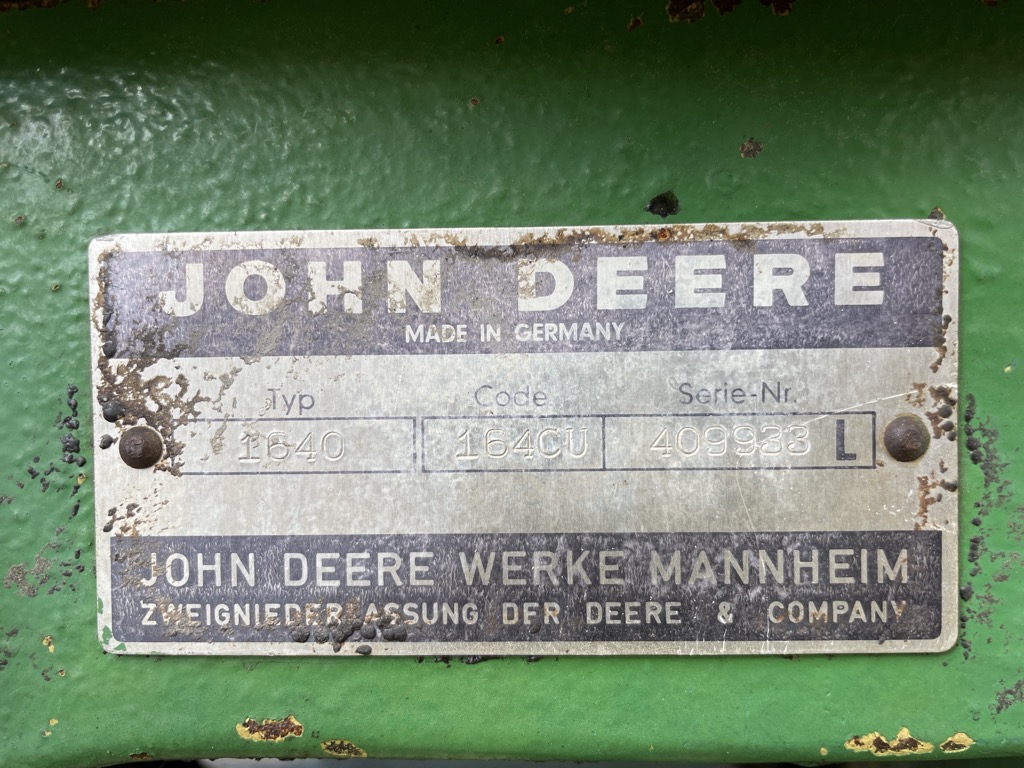 JOHN DEERE
MADE IN GERMANY
Typ Code Serie-Nr.
1640 164CU 409933 L
JOHN DEERE WERKE MANNHEIM
ZWEIGNIEDERLASSUNG DER DEERE & COMPANY